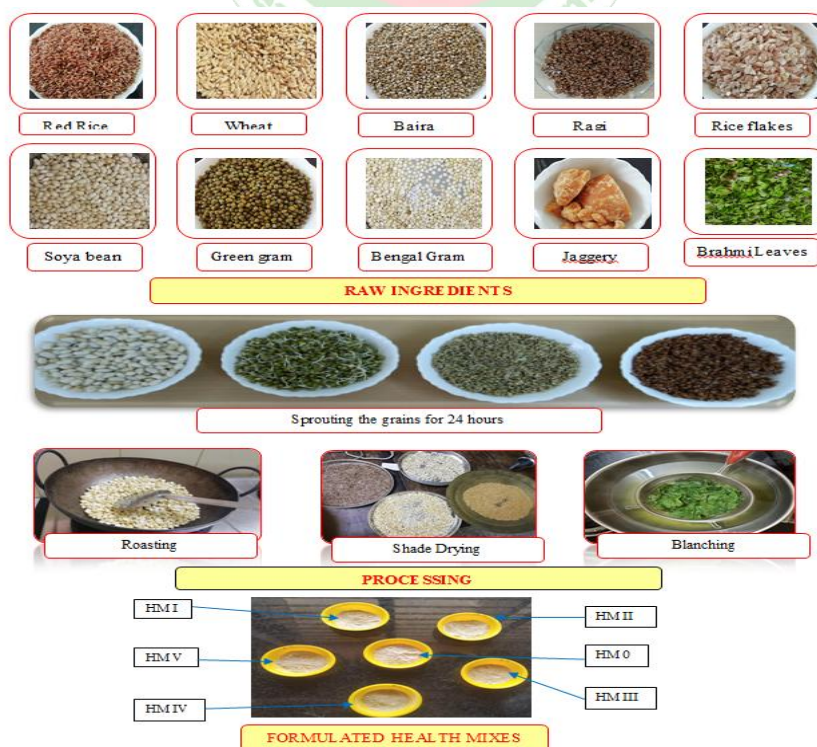 Red Rice
Wheat
Baira
Ragi
Rice flakes
Soya bean
Green gram
Bengal Gram
Jaggery
Brahmi Leaves
RAW INGREDIENTS
Sprouting the grains for 24 hours
Roasting
Shade Drying
Blanching
PROCESSING
HM I
HM II
HM V
HM 0
HM IV
HM III
FORMULATED HEALTH MIXES